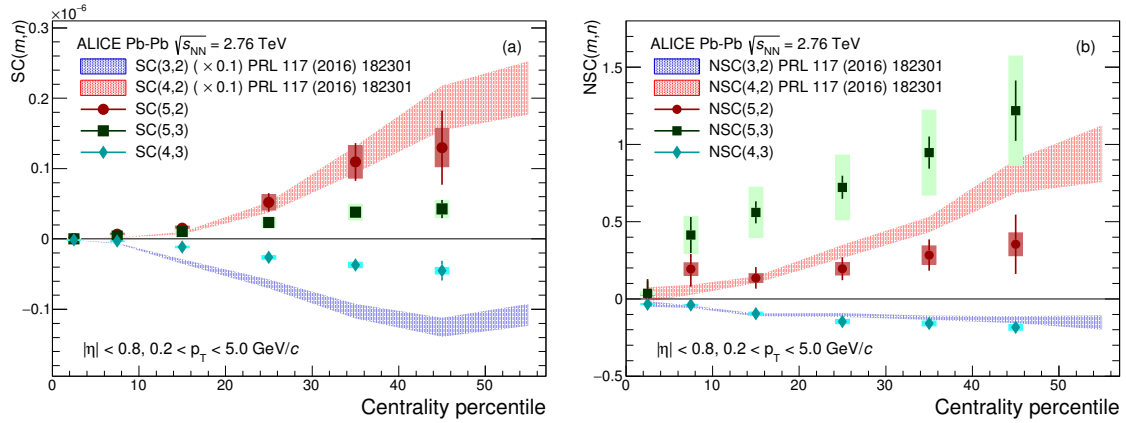 ×10⁻⁶
0.3
0.2
0.1
0
−0.1
SC(m,n)
ALICE Pb-Pb √sNN = 2.76 TeV
(a)
SC(3,2) (×0.1) PRL 117 (2016) 182301
SC(4,2) (×0.1) PRL 117 (2016) 182301
SC(5,2)
SC(5,3)
SC(4,3)
|η| < 0.8, 0.2 < pT < 5.0 GeV/c
0 10 20 30 40 50
Centrality percentile
1.5
1
0.5
0
−0.5
NSC(m,n)
ALICE Pb-Pb √sNN = 2.76 TeV
(b)
NSC(3,2) PRL 117 (2016) 182301
NSC(4,2) PRL 117 (2016) 182301
NSC(5,2)
NSC(5,3)
NSC(4,3)
|η| < 0.8, 0.2 < pT < 5.0 GeV/c
0 10 20 30 40 50
Centrality percentile